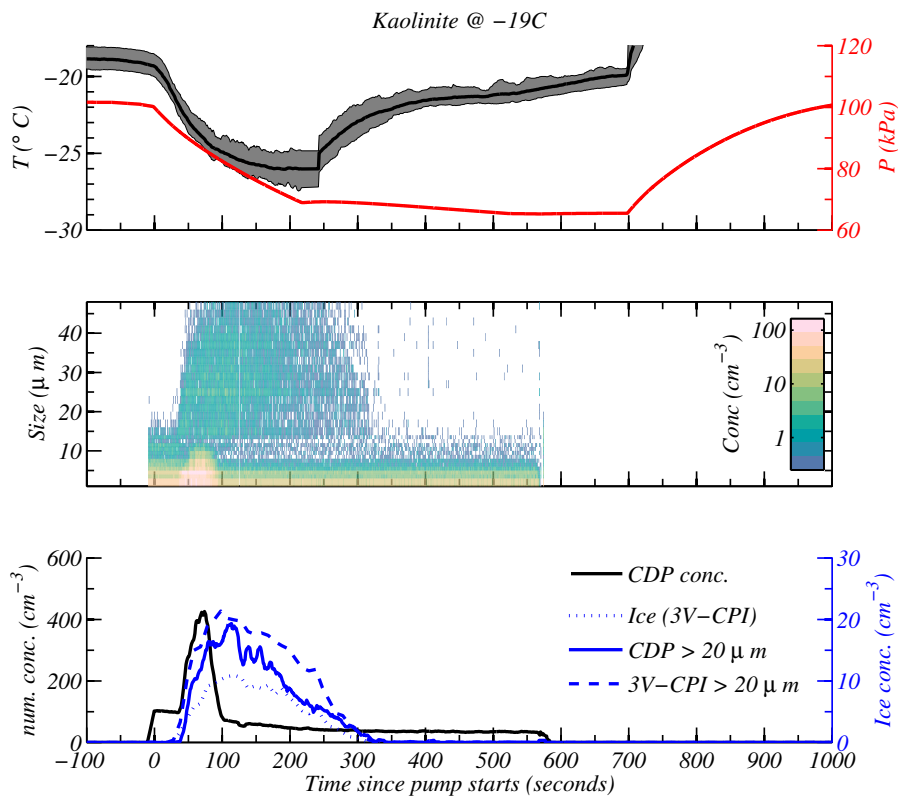 Kaolinite @ −19C
T (° C)
−20
−25
−30
120
100
80
60
P (kPa)
Size (μ m)
40
30
20
10
Conc (cm−3)
100
10
1
num. conc. (cm−3)
600
400
200
0
CDP conc.
Ice (3V−CPI)
CDP > 20 μ m
3V−CPI > 20 μ m
30
20
10
0
Ice conc. (cm−3)
−100 0 100 200 300 400 500 600 700 800 900 1000
Time since pump starts (seconds)